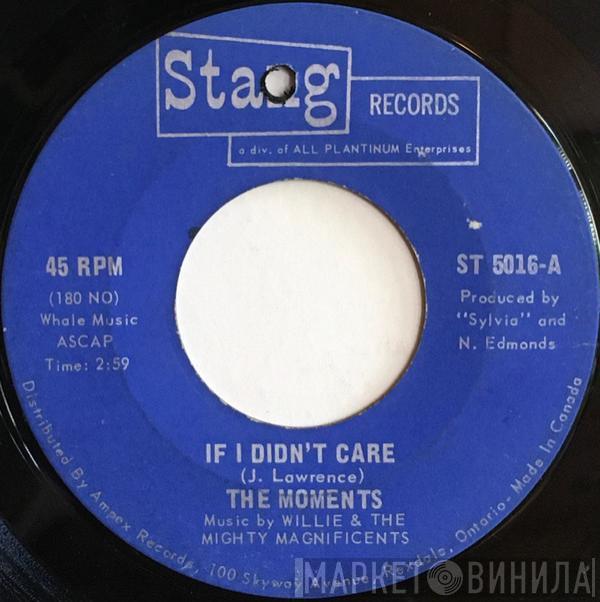 Stang
RECORDS
a div. of ALL PLANTINUM Enterprises
45 RPM
(180 NO)
Whale Music
ASCAP
Time: 2:59
ST 5016-A
Produced by
"Sylvia" and
N. Edmonds
IF I DIDN'T CARE
(J. Lawrence)
THE MOMENTS
Music by WILLIE & THE
MIGHTY MAGNIFICENTS
Distributed By Ampex Records, 100 Skyway Avenue, Rexdale, Ontario - Made In Canada
МАРКЕТ ВИНИЛА